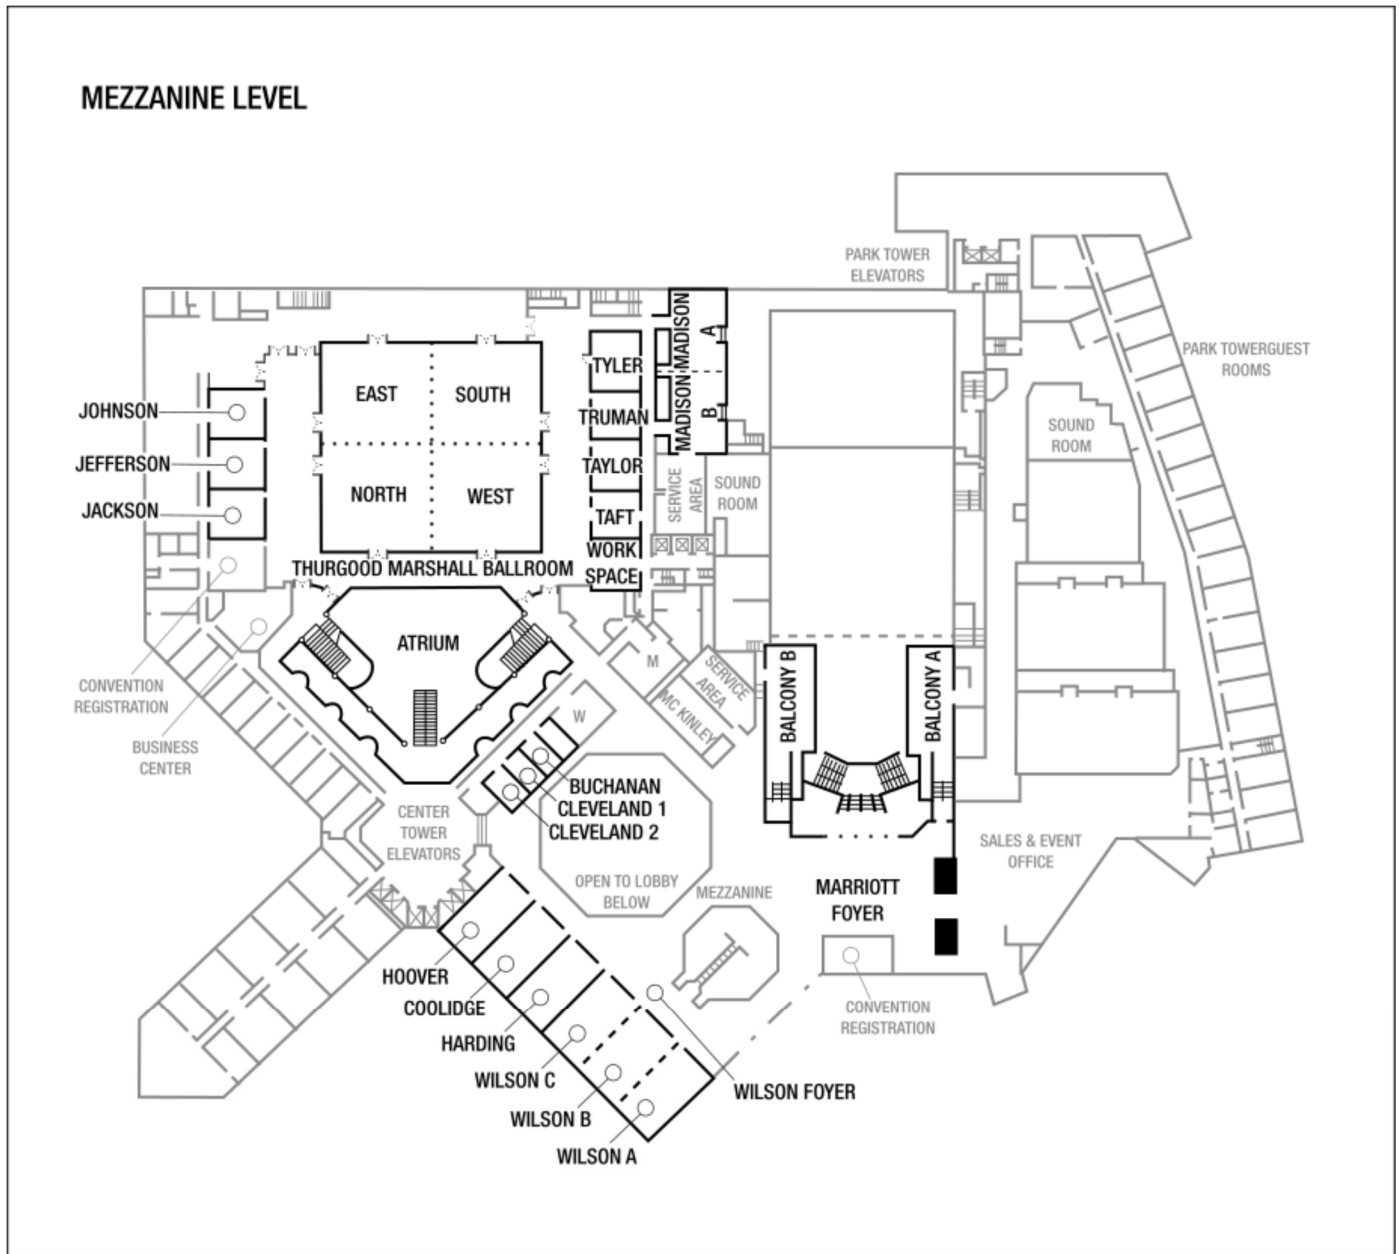 MEZZANINE LEVEL
PARK TOWER
ELEVATORS
PARK TOWERGUEST
ROOMS
MADISON
A
MADISON
B
TYLER
TRUMAN
TAYLOR
TAFT
WORK
SPACE
EAST
SOUTH
NORTH
WEST
THURGOOD MARSHALL BALLROOM
JOHNSON
JEFFERSON
JACKSON
SERVICE
AREA
SOUND
ROOM
SOUND
ROOM
ATRIUM
CONVENTION
REGISTRATION
BUSINESS
CENTER
M
W
SERVICE
AREA
MC KINLEY
BALCONY B
BALCONY A
BUCHANAN
CLEVELAND 1
CLEVELAND 2
CENTER
TOWER
ELEVATORS
OPEN TO LOBBY
BELOW
MEZZANINE
MARRIOTT
FOYER
SALES & EVENT
OFFICE
CONVENTION
REGISTRATION
HOOVER
COOLIDGE
HARDING
WILSON C
WILSON B
WILSON A
WILSON FOYER